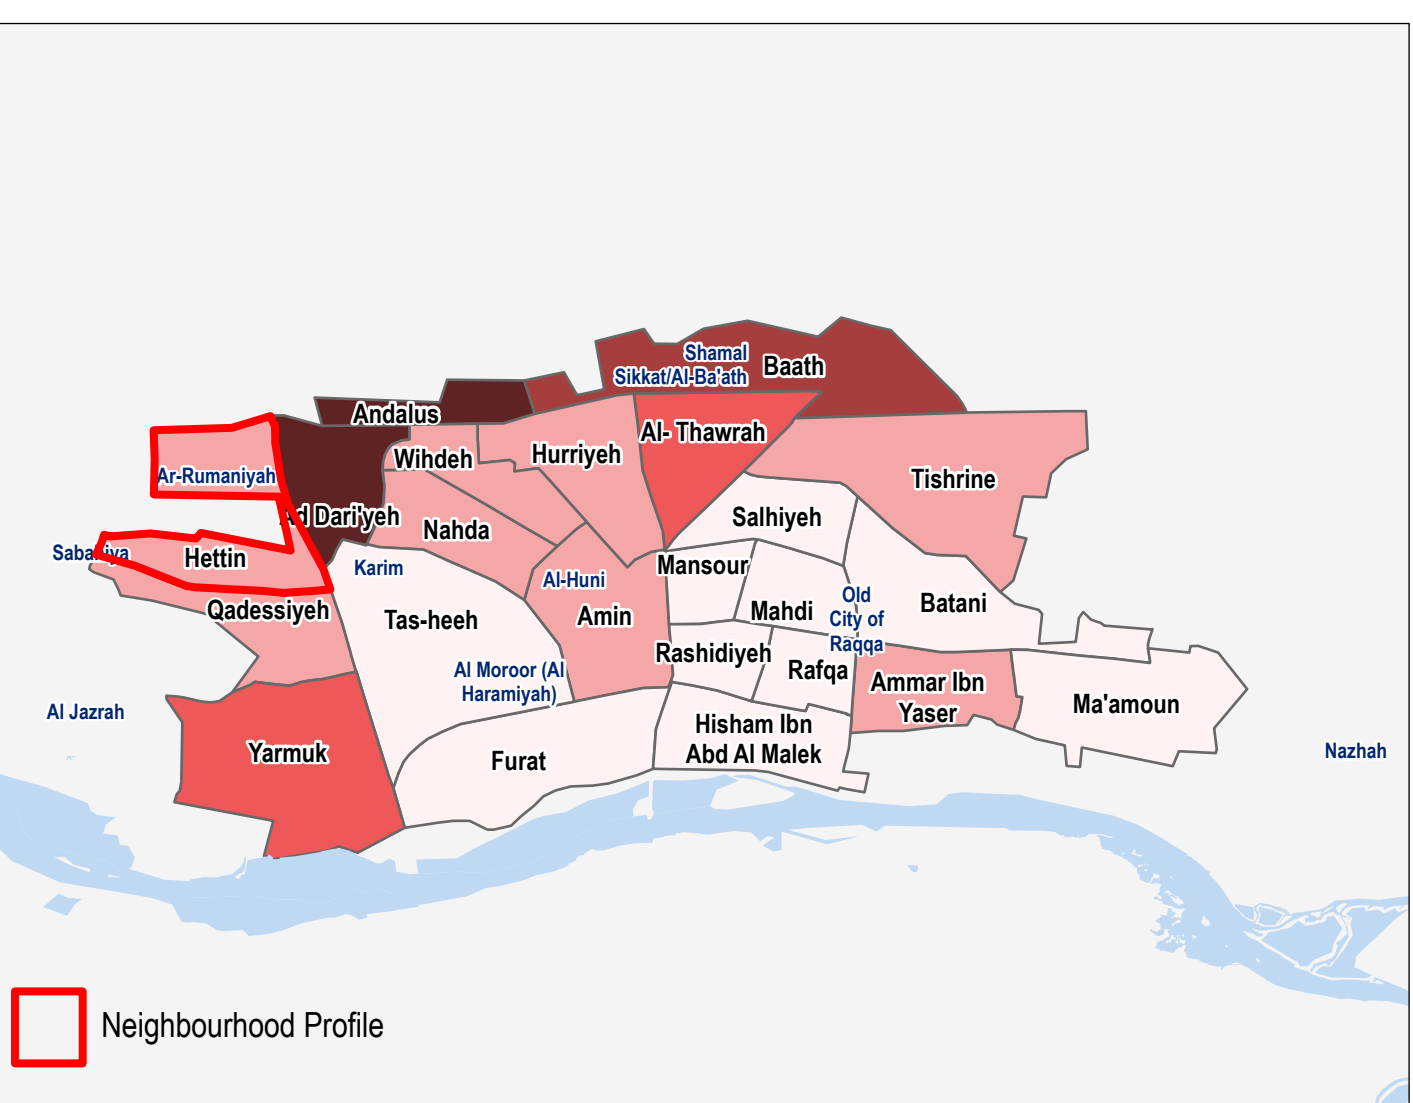 Shamal
Sikkat/Al-Ba'ath
Baath
Andalus
Al- Thawrah
Wihdeh
Hurriyeh
Ar-Rumaniyah
Tishrine
Ad Dari'yeh
Nahda
Salhiyeh
Sabahiya
Hettin
Karim
Al-Huni
Mansour
Qadessiyeh
Tas-heeh
Amin
Mahdi
Old
City of
Raqqa
Batani
Rashidiyeh
Rafqa
Al Moroor (Al
Haramiyah)
Ammar Ibn
Yaser
Ma'amoun
Al Jazrah
Yarmuk
Furat
Hisham Ibn
Abd Al Malek
Nazhah
Neighbourhood Profile